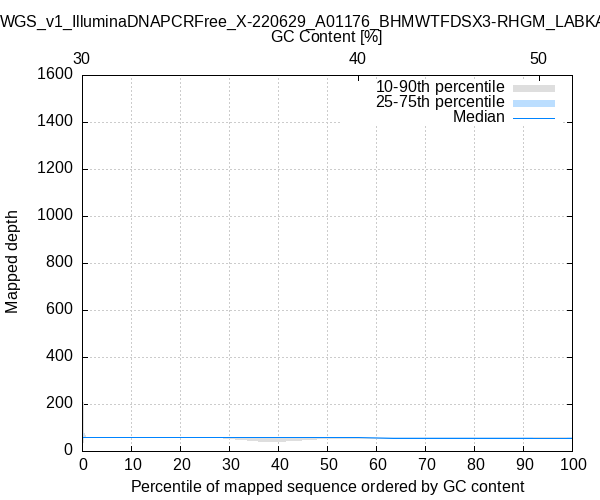 WGS_v1_IlluminaDNAPCRFree_X-220629_A01176_BHMWTFDSX3-RHGM_LABKA
GC Content [%]
30 40 50
1600
10-90th percentile
25-75th percentile
Median
1400
1200
1000
800
600
400
200
0
Mapped depth
0 10 20 30 40 50 60 70 80 90 100
Percentile of mapped sequence ordered by GC content